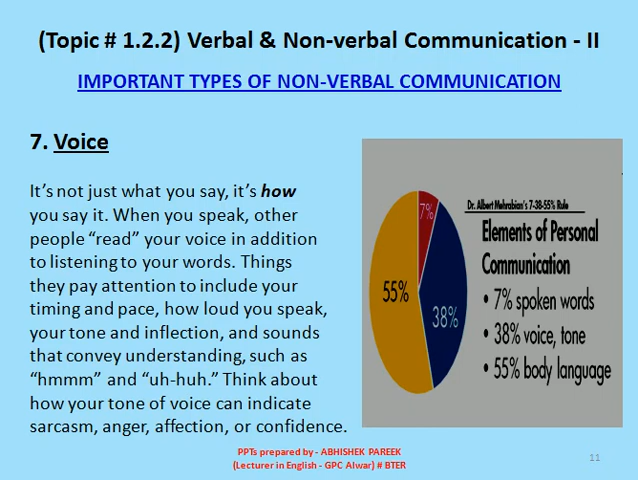 (Topic # 1.2.2) Verbal & Non-verbal Communication - II
IMPORTANT TYPES OF NON-VERBAL COMMUNICATION
7. Voice
It's not just what you say, it's how
you say it. When you speak, other
people “read” your voice in addition
to listening to your words. Things
they pay attention to include your
timing and pace, how loud you speak,
your tone and inflection, and sounds
that convey understanding, such as
“hmmm” and “uh-huh.” Think about
how your tone of voice can indicate
sarcasm, anger, affection, or confidence.
7%
38%
55%
Dr. Albert Mehrabian's 7-38-55% Rule
Elements of Personal
Communication
• 7% spoken words
• 38% voice, tone
• 55% body language
PPTs prepared by - ABHISHEK PAREEK
(Lecturer in English - GPC Alwar) # BTER
11